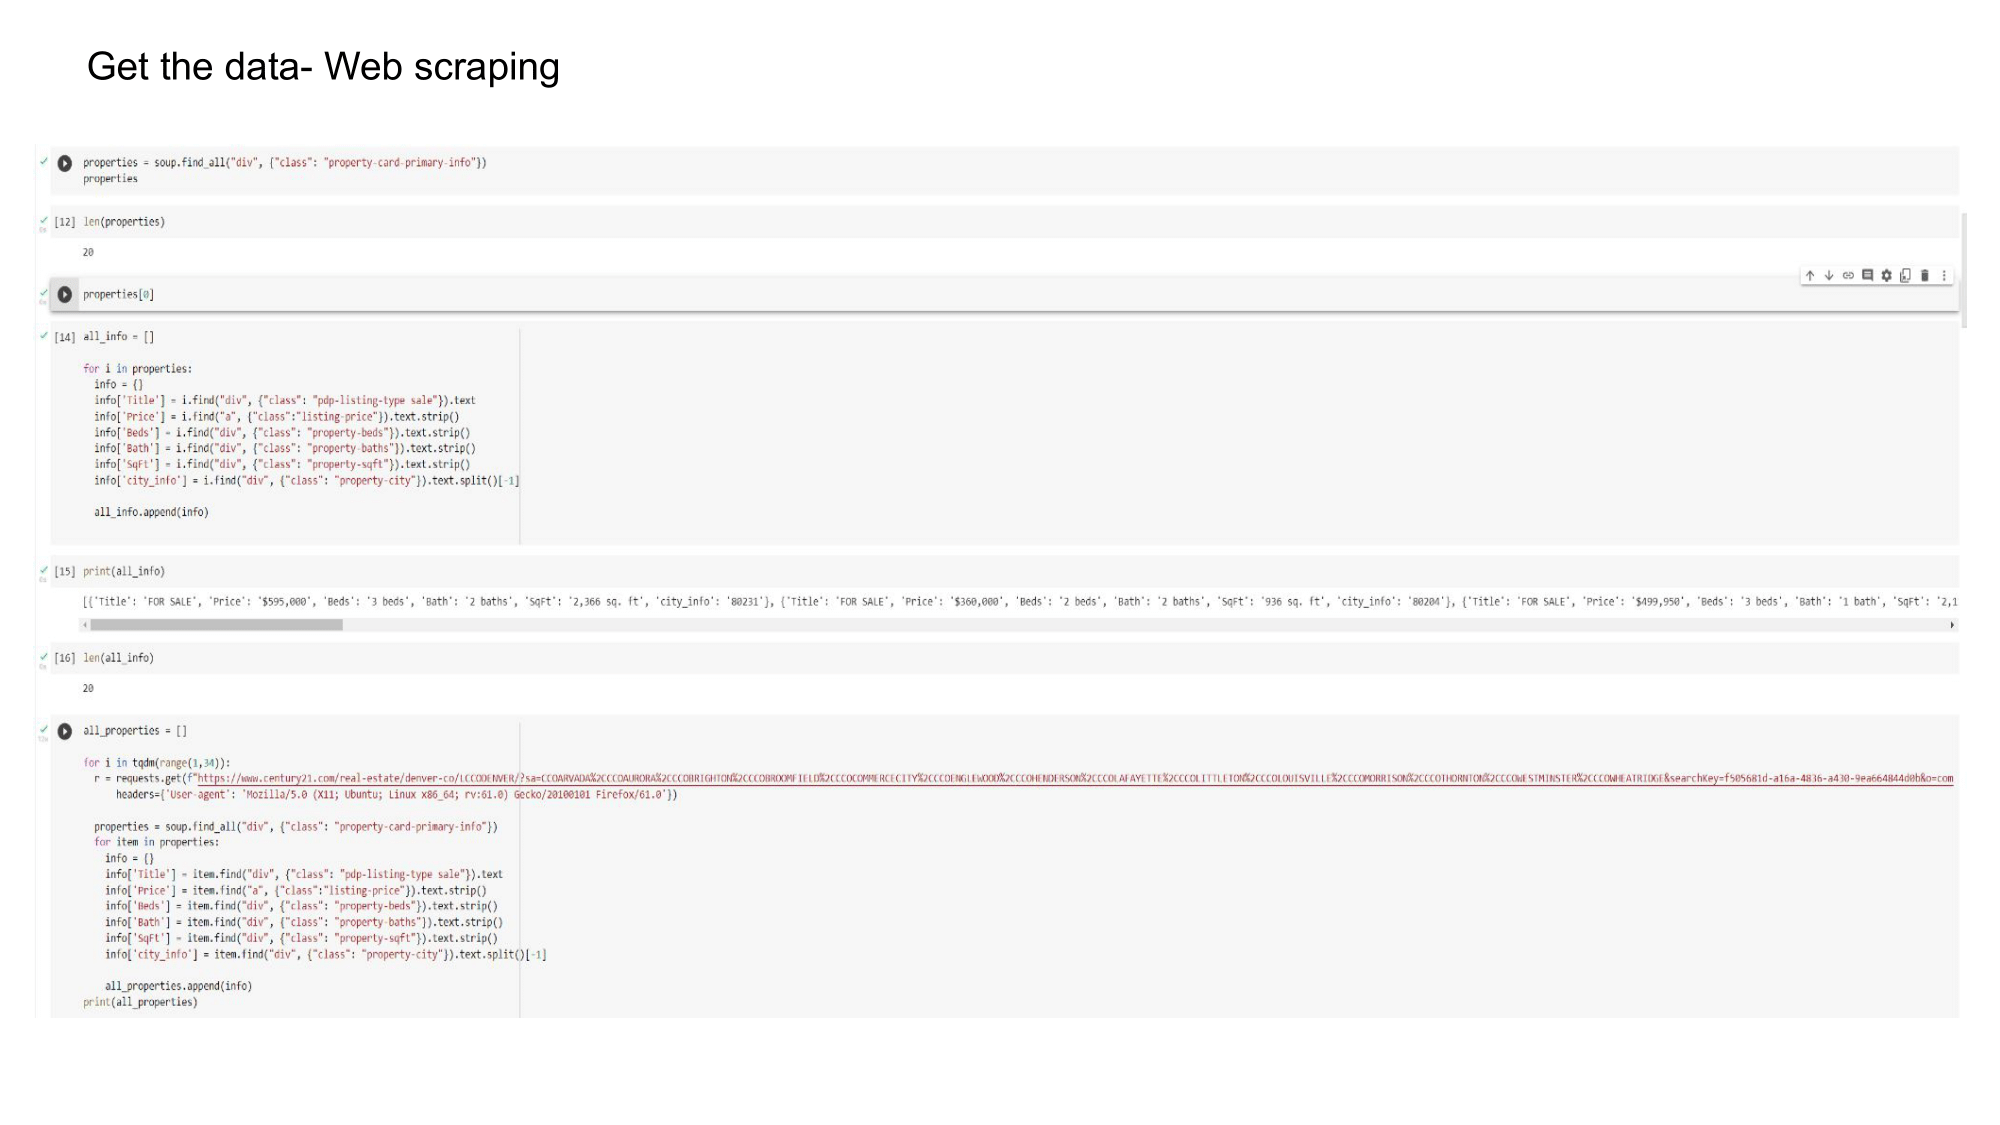 Get the data- Web scraping
properties = soup.find_all("div", {"class": "property-card-primary-info"})
properties
[12] len(properties)
20
properties[0]
[14] all_info = []
for i in properties:
info = {}
info['Title'] = i.find("div", {"class": "pdp-listing-type sale"}).text
info['Price'] = i.find("a", {"class":"listing-price"}).text.strip()
info['Beds'] = i.find("div", {"class": "property-beds"}).text.strip()
info['Bath'] = i.find("div", {"class": "property-baths"}).text.strip()
info['SqFt'] = i.find("div", {"class": "property-sqft"}).text.strip()
info['city_info'] = i.find("div", {"class": "property-city"}).text.split()[-1]
all_info.append(info)
[15] print(all_info)
[{'Title': 'FOR SALE', 'Price': '$595,000', 'Beds': '3 beds', 'Bath': '2 baths', 'SqFt': '2,366 sq. ft', 'city_info': '80231'}, {'Title': 'FOR SALE', 'Price': '$360,000', 'Beds': '2 beds', 'Bath': '2 baths', 'SqFt': '936 sq. ft', 'city_info': '80204'}, {'Title': 'FOR SALE', 'Price': '$499,950', 'Beds': '3 beds', 'Bath': '1 bath', 'SqFt': '2,1
[16] len(all_info)
20
all_properties = []
for i in tqdm(range(1,34)):
r = requests.get(f"https://www.century21.com/real-estate/denver-co/LCCODENVER/?sa=CCOARVADA%2CCCOAURORA%2CCCOBRIGHTON%2CCCOBROOMFIELD%2CCCOCOMMERCECITY%2CCCOENGLEWOOD%2CCCOHENDERSON%2CCCOLAFAYETTE%2CCCOLITTLETON%2CCCOLOUISVILLE%2CCCOMORRISON%2CCCOTHORNTON%2CCCOWESTMINSTER%2CCCOWHEATRIDGE&searchKey=f505681d-a16a-4836-a430-9ea664844d0b&o=com
headers={'User-agent': 'Mozilla/5.0 (X11; Ubuntu; Linux x86_64; rv:61.0) Gecko/20100101 Firefox/61.0'})
properties = soup.find_all("div", {"class": "property-card-primary-info"})
for item in properties:
info = {}
info['Title'] = item.find("div", {"class": "pdp-listing-type sale"}).text
info['Price'] = item.find("a", {"class":"listing-price"}).text.strip()
info['Beds'] = item.find("div", {"class": "property-beds"}).text.strip()
info['Bath'] = item.find("div", {"class": "property-baths"}).text.strip()
info['SqFt'] = item.find("div", {"class": "property-sqft"}).text.strip()
info['city_info'] = item.find("div", {"class": "property-city"}).text.split()[-1]
all_properties.append(info)
print(all_properties)